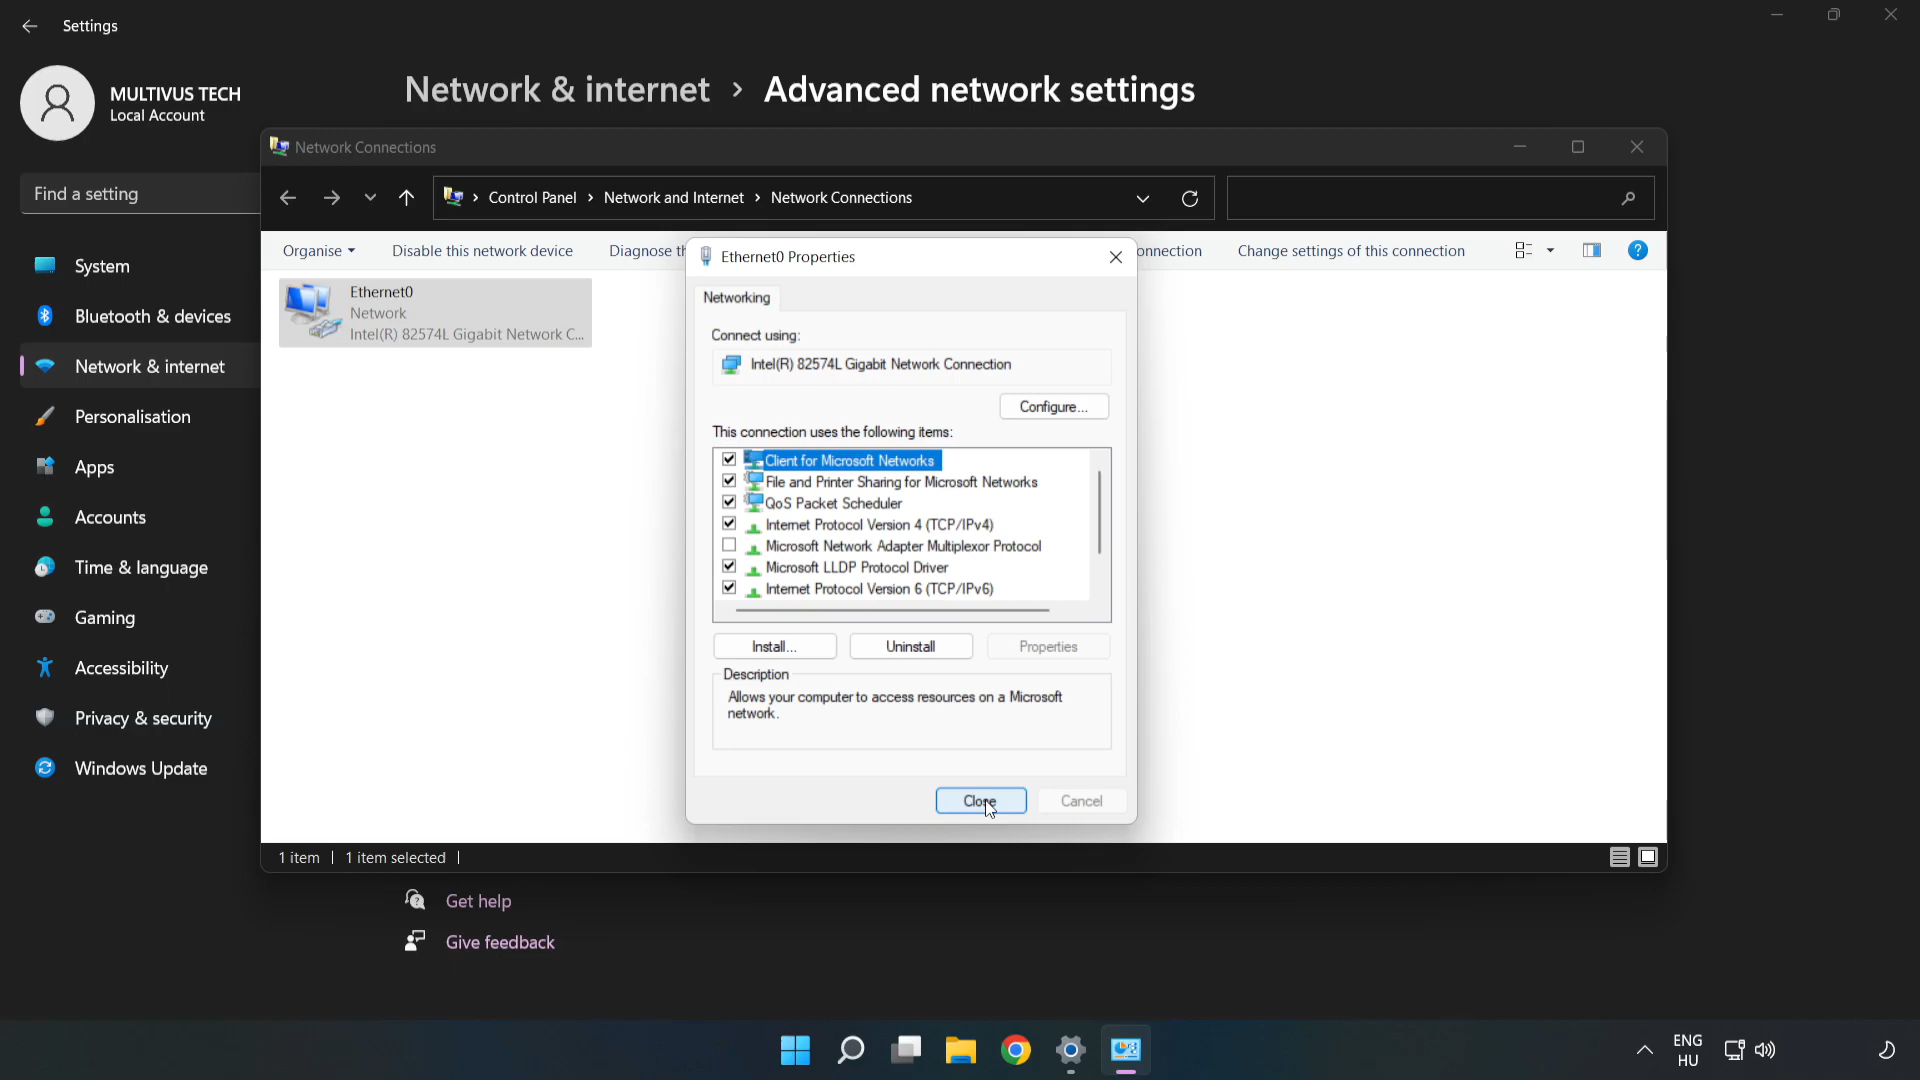 Settings
MULTIVUS TECH
Local Account
Network & internet › Advanced network settings
Find a setting
System
Bluetooth & devices
Network & internet
Personalisation
Apps
Accounts
Time & language
Gaming
Accessibility
Privacy & security
Windows Update
Network Connections
Control Panel › Network and Internet › Network Connections
Organise
Disable this network device
Diagnose th
onnection
Change settings of this connection
Ethernet0
Network
Intel(R) 82574L Gigabit Network C...
Ethernet0 Properties
Networking
Connect using:
Intel(R) 82574L Gigabit Network Connection
Configure...
This connection uses the following items:
Client for Microsoft Networks
File and Printer Sharing for Microsoft Networks
QoS Packet Scheduler
Internet Protocol Version 4 (TCP/IPv4)
Microsoft Network Adapter Multiplexor Protocol
Microsoft LLDP Protocol Driver
Internet Protocol Version 6 (TCP/IPv6)
Install...
Uninstall
Properties
Description
Allows your computer to access resources on a Microsoft
network.
Close
Cancel
1 item
1 item selected
Get help
Give feedback
ENG
HU